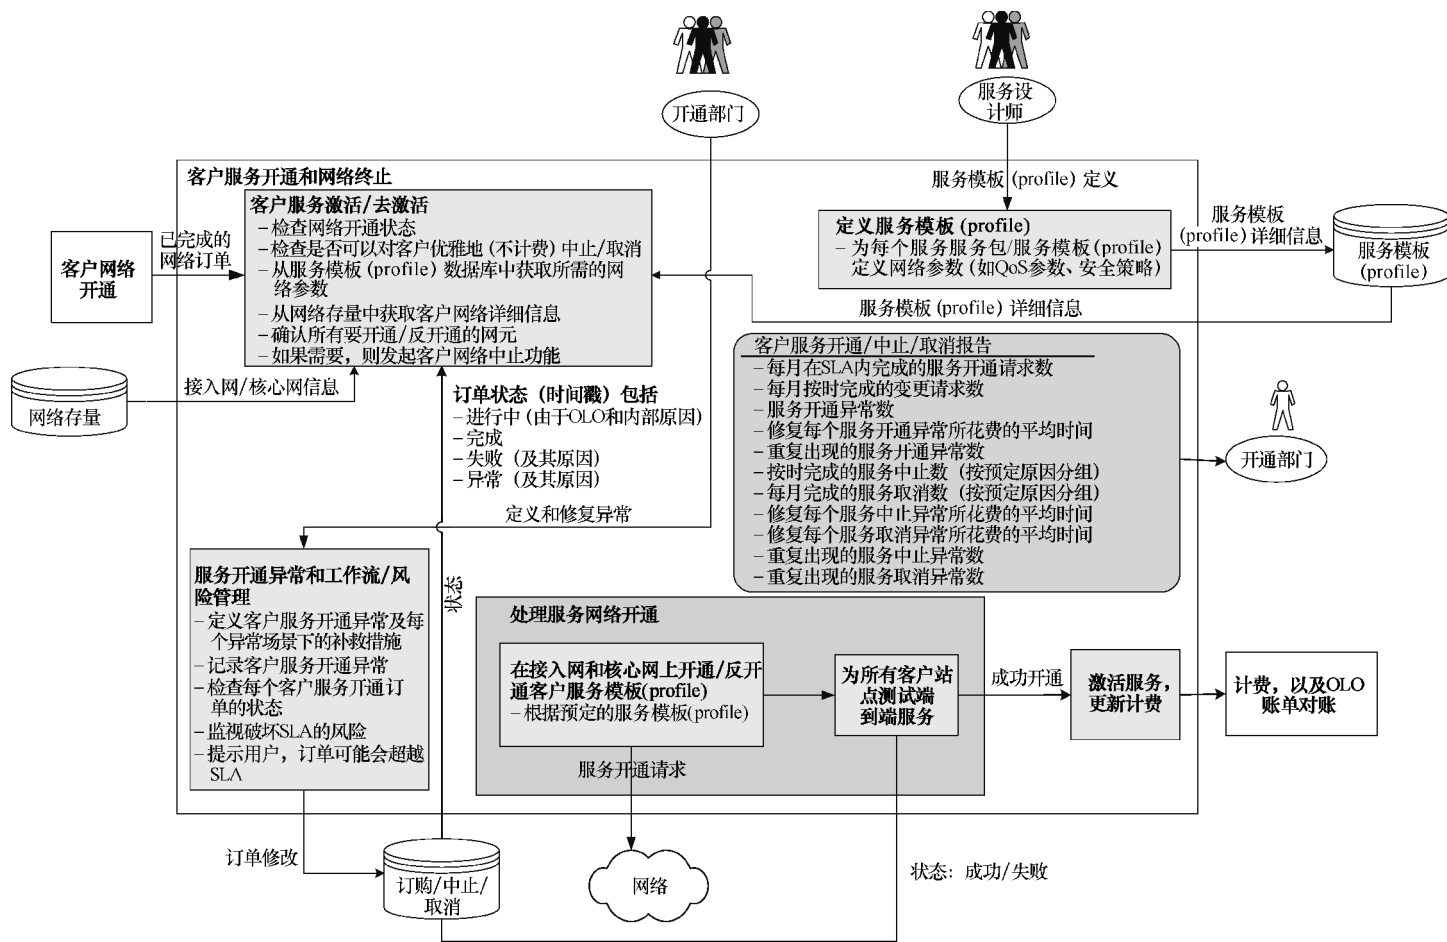 开通部门
服务设
计师
客户服务开通和网络终止
服务模板 (profile) 定义
客户服务激活/去激活
– 检查网络开通状态
– 检查是否可以对客户优雅地 (不计费) 中止/取消
– 从服务模板 (profile) 数据库中获取所需的网
络参数
– 从网络存量中获取客户网络详细信息
– 确认所有要开通/反开通的网元
– 如果需要，则发起客户网络中止功能
已完成的
网络订单
客户网络
开通
定义服务模板 (profile)
– 为每个服务服务包/服务模板 (profile)
定义网络参数 (如QoS参数、安全策略)
服务模板
(profile) 详细信息
服务模板
(profile)
服务模板 (profile) 详细信息
接入网/核心网信息
网络存量
订单状态（时间戳）包括
– 进行中 (由于OLO和内部原因)
– 完成
– 失败（及其原因）
– 异常（及其原因）
客户服务开通/中止/取消报告
– 每月在SLA内完成的服务开通请求数
– 每月按时完成的变更请求数
– 服务开通异常数
– 修复每个服务开通异常所花费的平均时间
– 重复出现的服务开通异常数
– 按时完成的服务中止数（按预定原因分组）
– 每月完成的服务取消数（按预定原因分组）
– 修复每个服务中止异常所花费的平均时间
– 修复每个服务取消异常所花费的平均时间
– 重复出现的服务中止异常数
– 重复出现的服务取消异常数
开通部门
定义和修复异常
服务开通异常和工作流/风
险管理
– 定义客户服务开通异常及每
个异常场景下的补救措施
– 记录客户服务开通异常
– 检查每个客户服务开通订
单的状态
– 监视破坏SLA的风险
– 提示用户，订单可能会超越
SLA
状态
处理服务网络开通
在接入网和核心网上开通/反开
通客户服务模板(profile)
– 根据预定的服务模板(profile)
为所有客户站
点测试端
到端服务
成功开通
激活服务，
更新计费
计费，以及OLO
账单对账
服务开通请求
订单修改
订购/中止/
取消
网络
状态：成功/失败